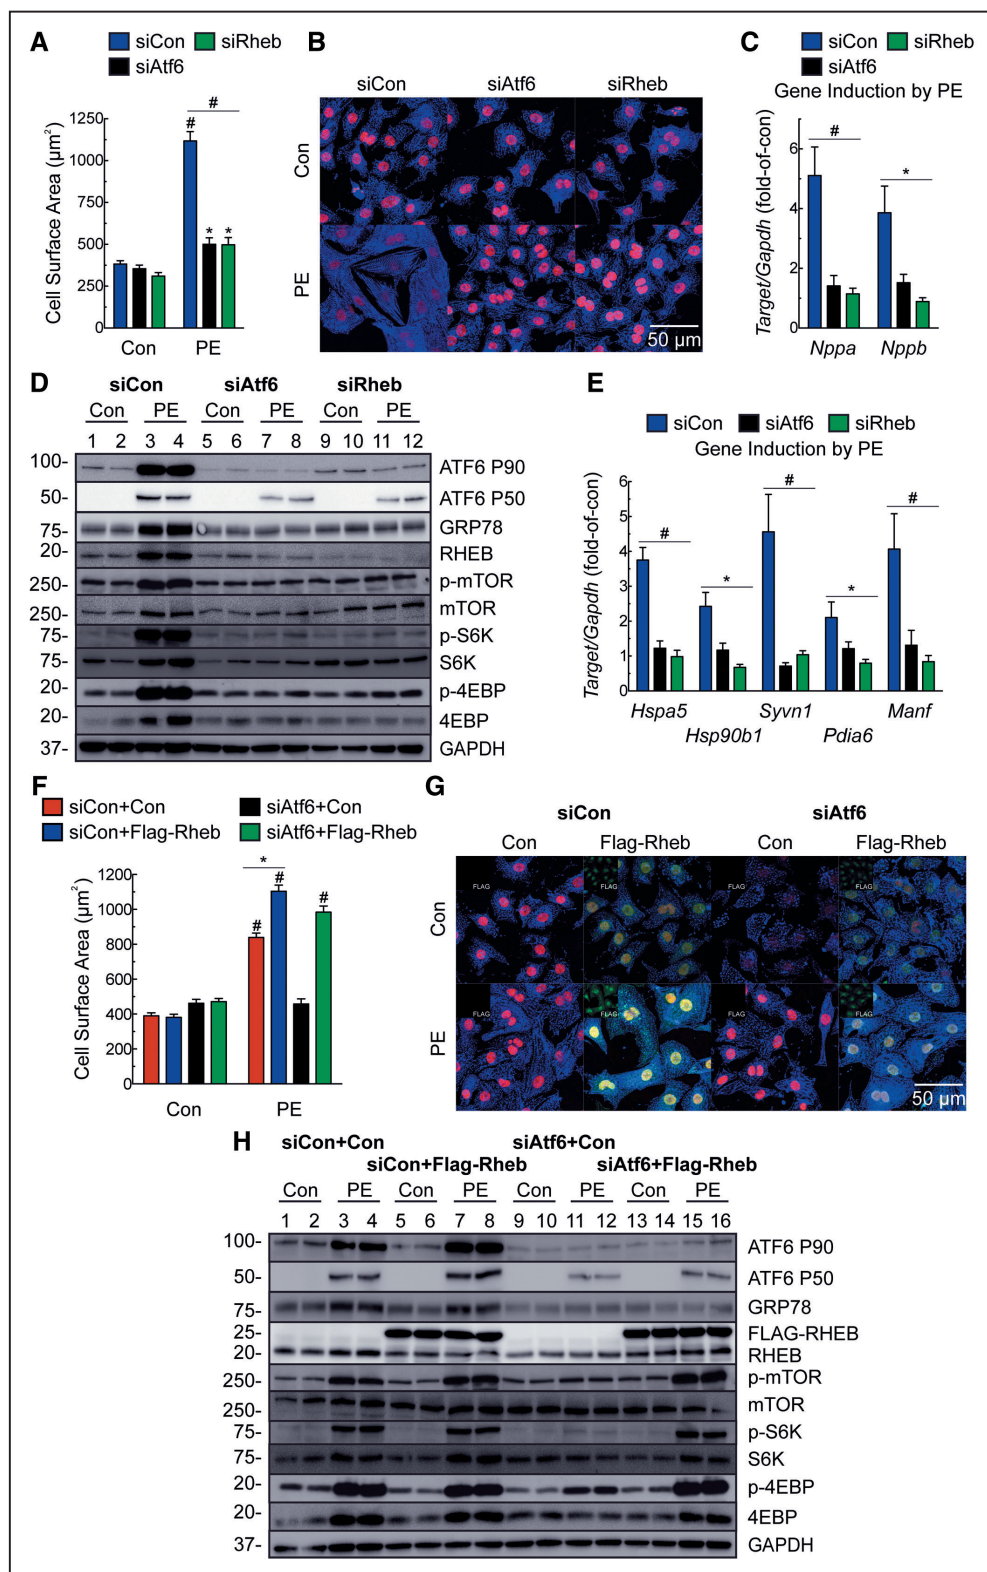 A
siCon siRheb
siAtf6
#
#
* *
Cell Surface Area (µm²)
1250
1000
750
500
250
0
Con PE
B
siCon siAtf6 siRheb
Con
PE
50 µm
C
siCon siRheb
siAtf6
Gene Induction by PE
Target/Gapdh (fold-of-con)
6
4
2
0
#
*
Nppa Nppb
D
siCon siAtf6 siRheb
Con PE Con PE Con PE
1 2 3 4 5 6 7 8 9 10 11 12
100- ATF6 P90
50- ATF6 P50
75- GRP78
20- RHEB
250- p-mTOR
250- mTOR
75- p-S6K
75- S6K
20- p-4EBP
20- 4EBP
37- GAPDH
E
siCon siAtf6 siRheb
Gene Induction by PE
Target/Gapdh (fold-of-con)
6
5
4
3
2
1
0
#
*
#
*
#
Hspa5 Syvn1 Manf
Hsp90b1 Pdia6
F
siCon+Con siAtf6+Con
siCon+Flag-Rheb siAtf6+Flag-Rheb
Cell Surface Area (µm²)
1200
1000
800
600
400
200
0
*
# # #
Con PE
G
siCon siAtf6
Con Flag-Rheb Con Flag-Rheb
Con
FLAG FLAG FLAG FLAG
PE
FLAG FLAG FLAG FLAG
50 µm
H
siCon+Con siAtf6+Con
siCon+Flag-Rheb siAtf6+Flag-Rheb
Con PE Con PE Con PE Con PE
1 2 3 4 5 6 7 8 9 10 11 12 13 14 15 16
100- ATF6 P90
50- ATF6 P50
75- GRP78
25- FLAG-RHEB
20- RHEB
250- p-mTOR
250- mTOR
75- p-S6K
75- S6K
20- p-4EBP
20- 4EBP
37- GAPDH